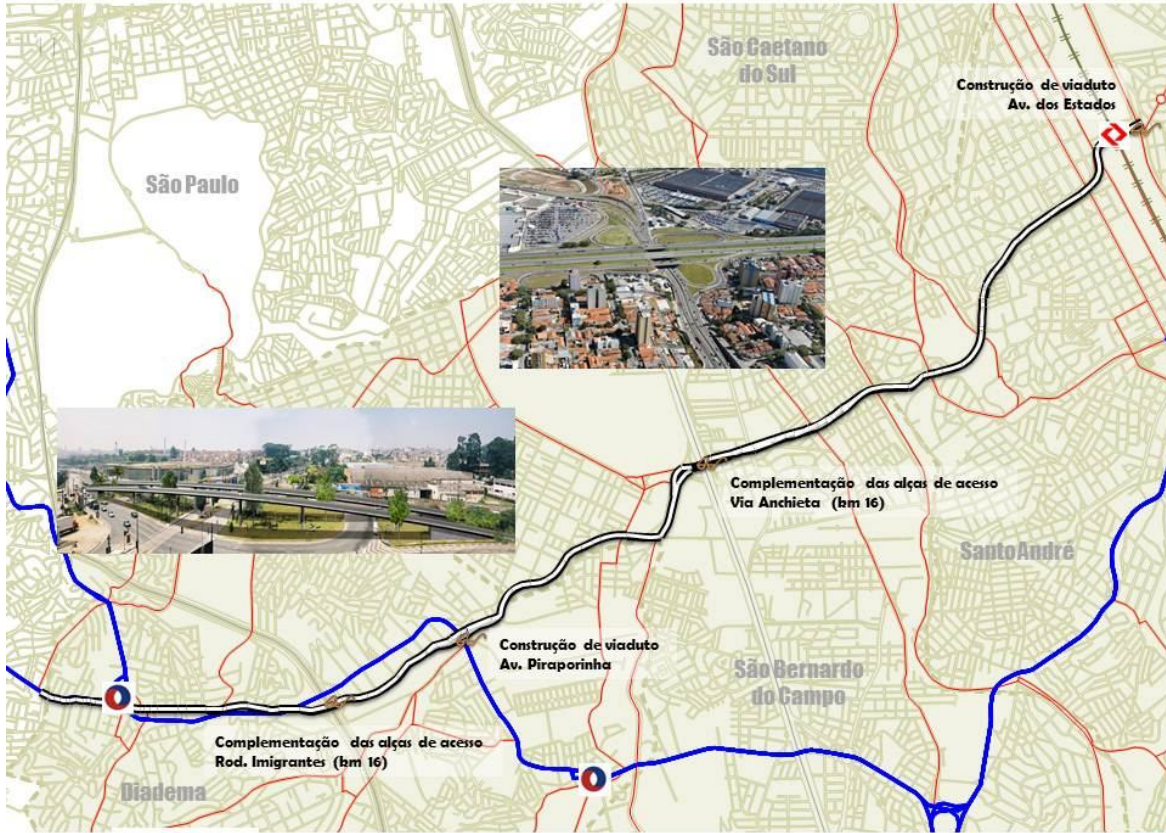 São Caetano
do Sul
Construção de viaduto
Av. dos Estados
São Paulo
Complementação das alças de acesso
Via Anchieta (km 16)
Santo André
Construção de viaduto
Av. Piraporinha
São Bernardo
do Campo
Complementação das alças de acesso
Rod. Imigrantes (km 16)
Diadema